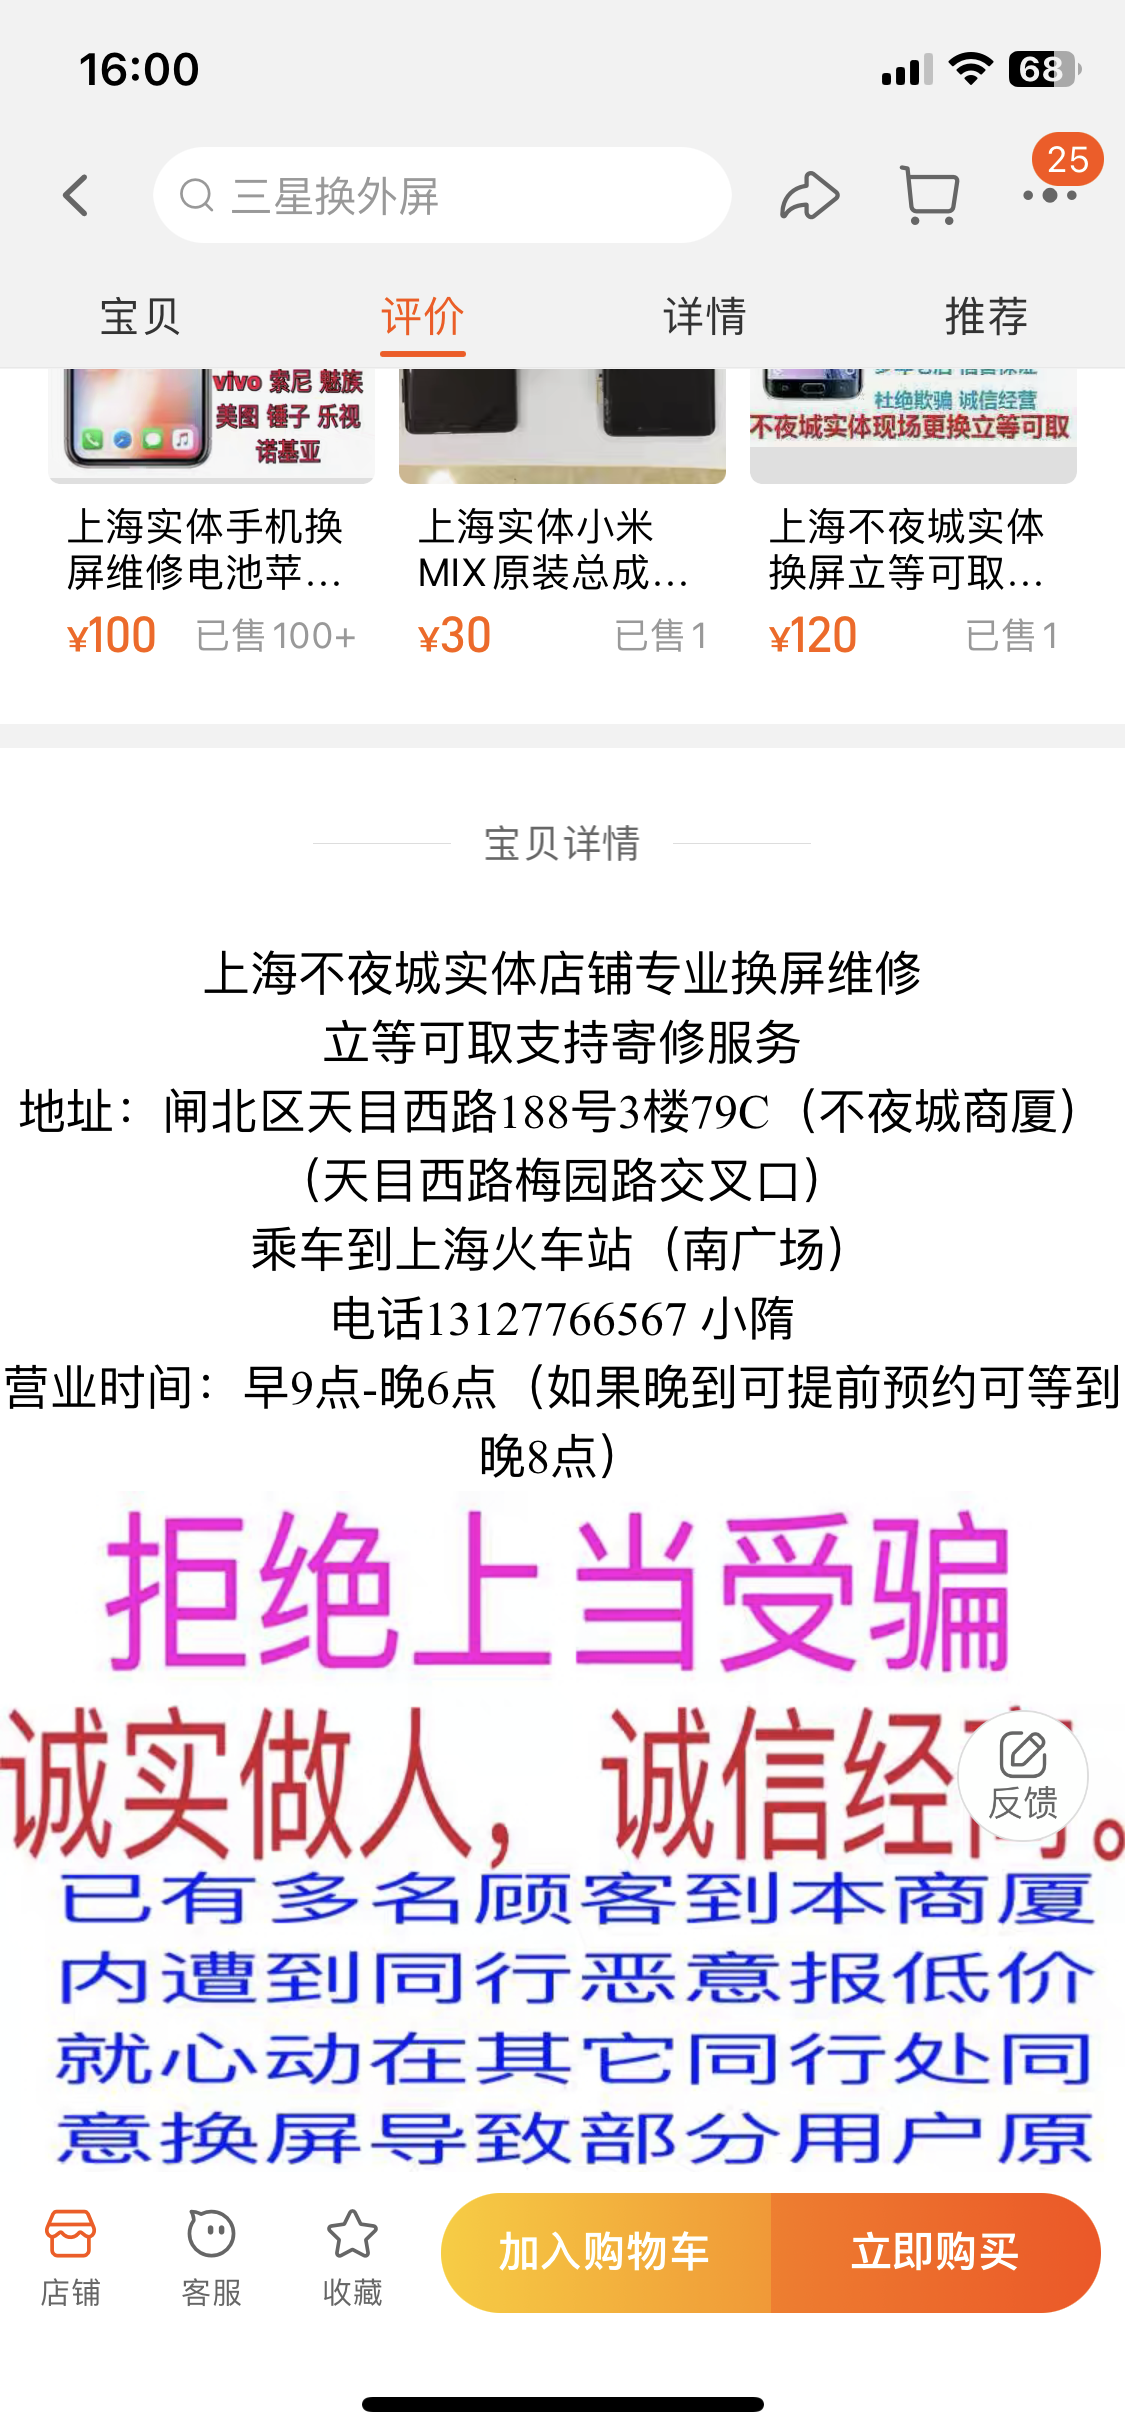 16:00
68
三星换外屏
25
宝贝
评价
详情
推荐
vivo 索尼 魅族
美图 锤子 乐视
诺基亚
杜绝欺骗 诚信经营
不夜城实体现场更换立等可取
上海实体手机换
屏维修电池苹...
¥100 已售100+
上海实体小米
MIX原装总成...
¥30 已售1
上海不夜城实体
换屏立等可取...
¥120 已售1
宝贝详情
上海不夜城实体店铺专业换屏维修
立等可取支持寄修服务
地址：闸北区天目西路188号3楼79C（不夜城商厦）
（天目西路梅园路交叉口）
乘车到上海火车站（南广场）
电话13127766567 小隋
营业时间：早9点-晚6点（如果晚到可提前预约可等到
晚8点）
拒绝上当受骗
诚实做人，诚信经 。
反馈
已有多名顾客到本商厦
内遭到同行恶意报低价
就心动在其它同行处同
意换屏导致部分用户原
店铺
客服
收藏
加入购物车
立即购买